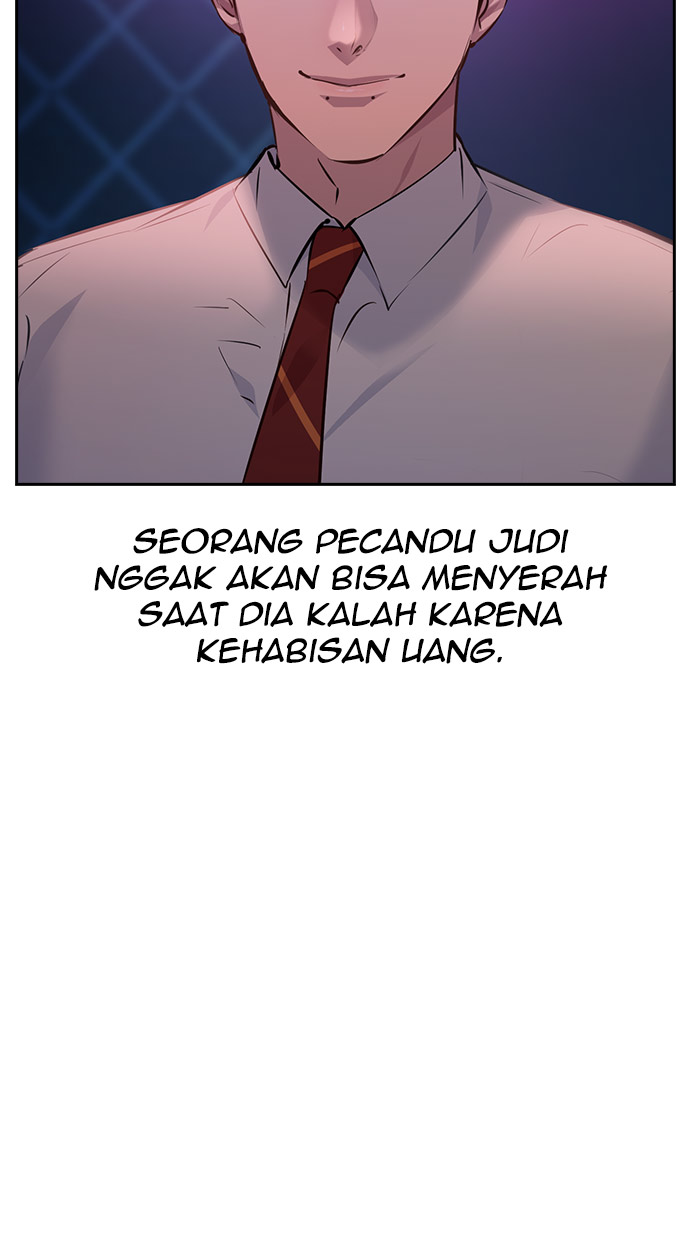 SEORANG PECANDU JUDI
NGGAK AKAN BISA MENYERAH
SAAT DIA KALAH KARENA
KEHABISAN UANG.